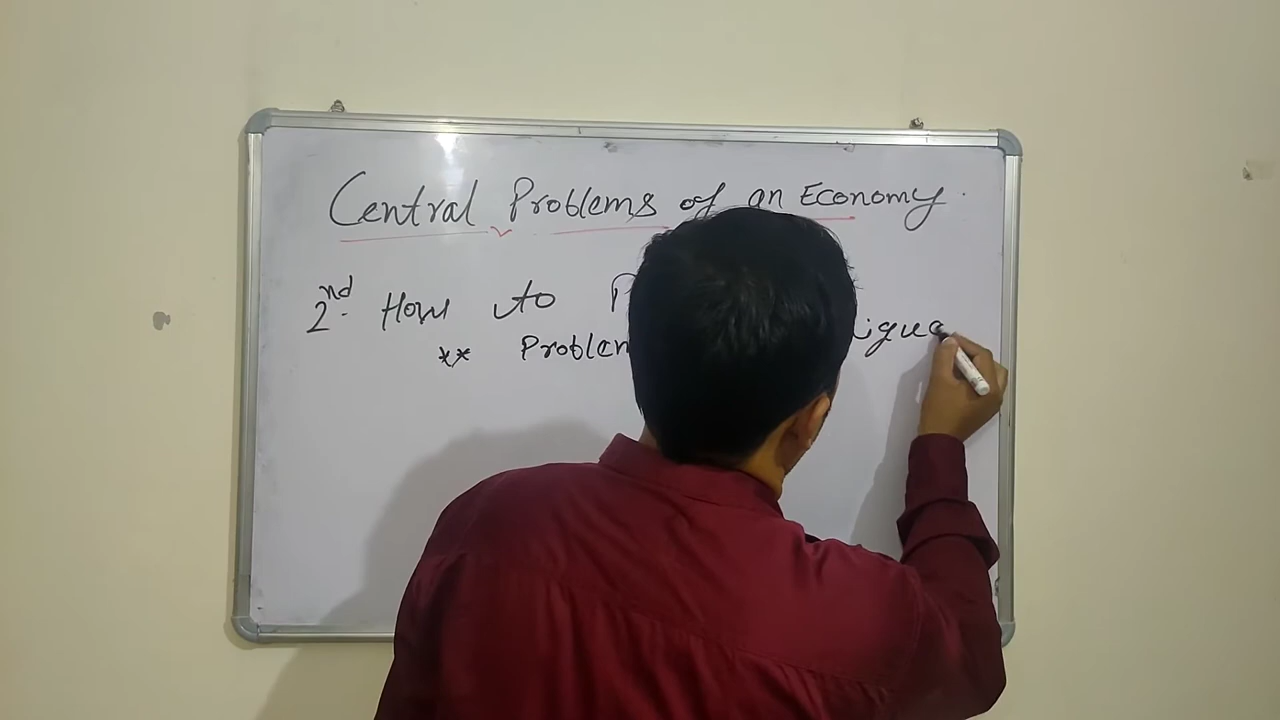 Central Problems of an Economy.
2nd. How to
** Problem